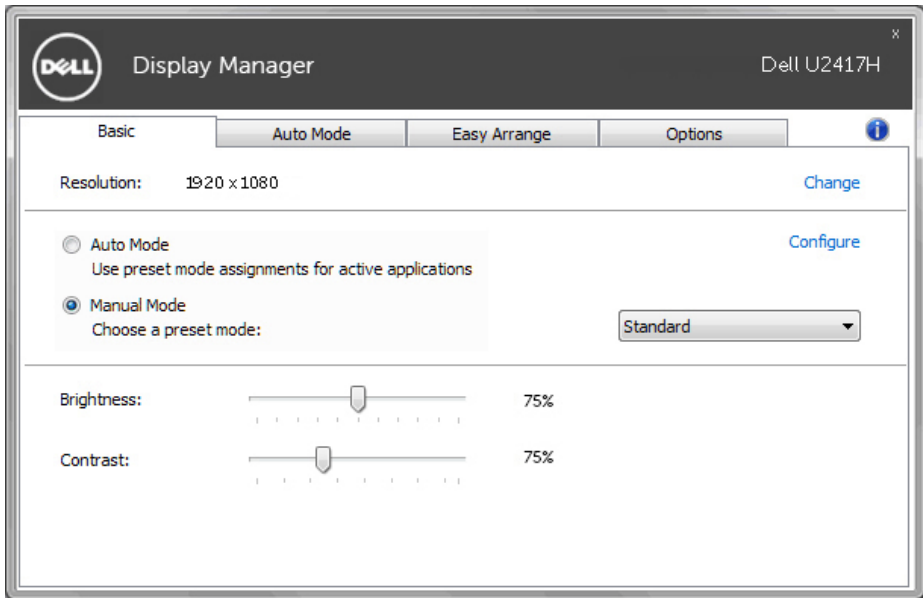 x
DELL Display Manager Dell U2417H
Basic Auto Mode Easy Arrange Options i
Resolution: 1920 x 1080 Change
Auto Mode Configure
Use preset mode assignments for active applications
Manual Mode
Choose a preset mode: Standard
Brightness: 75%
Contrast: 75%